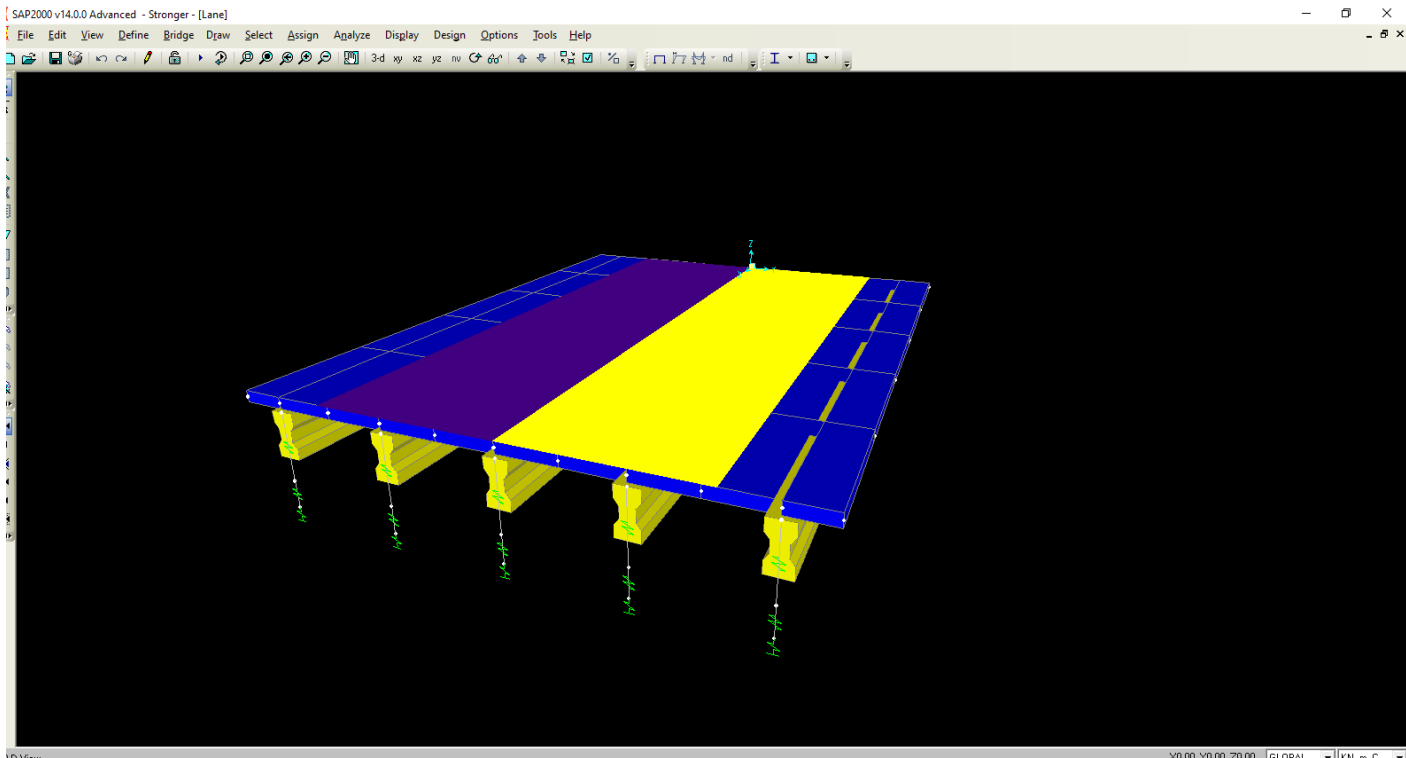 SAP2000 v14.0.0 Advanced - Stronger - [Lane]
File Edit View Define Bridge Draw Select Assign Analyze Display Design Options Tools Help
3-d xy xz yz nv nd
Z
X0.00 Y0.00 Z0.00 GLOBAL KN, m, C